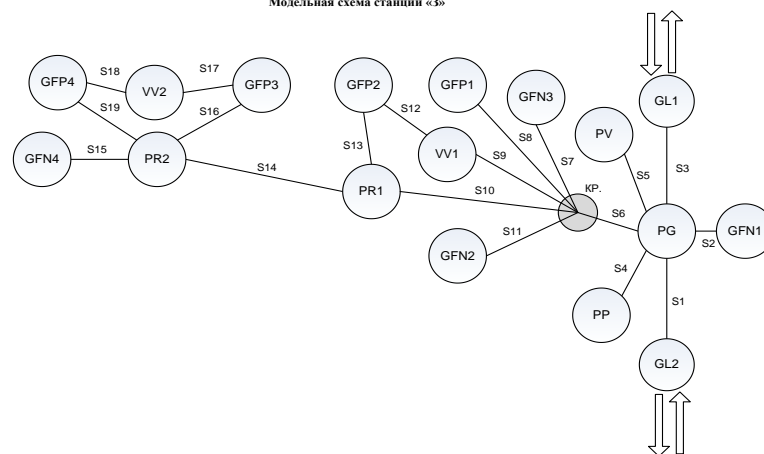 Модельная схема станции «З»
GFP4
S18
VV2
S17
GFP3
S19
S16
GFN4
S15
PR2
S14
GFP2
S12
S13
VV1
PR1
GFP1
S9
S10
GFN3
S8
S7
GFN2
S11
КР.
S6
PV
S5
GL1
S3
PG
S2
GFN1
S4
PP
S1
GL2